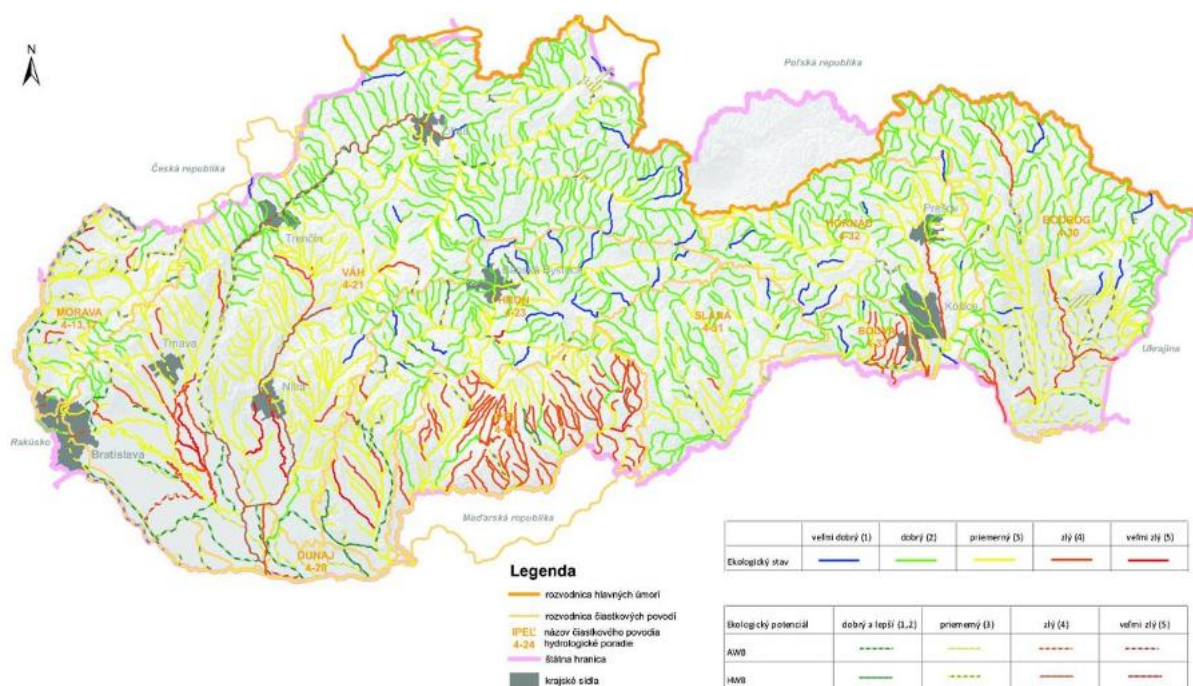 N
Poľská republika
Česká republika
Žilina
Trenčín
VÁH
4-21
MORAVA
4-13,17
Trnava
Nitra
Rakúsko
Bratislava
DUNAJ
4-20
Banská Bystrica
HRON
4-23
SLANÁ
4-31
HORNÁD
4-32
Prešov
BODROG
4-30
Košice
BODVA
Ukrajina
Maďarská republika
Legenda
rozvodnica hlavných úmorí
rozvodnica čiastkových povodí
IPEĽ názov čiastkového povodia
4-24 hydrologické poradie
štátna hranica
krajské sídla
veľmi dobrý (1) dobrý (2) priemerný (3) zlý (4) veľmi zlý (5)
Ekologický stav
Ekologický potenciál dobrý a lepší (1,2) priemerný (3) zlý (4) veľmi zlý (5)
AWB
HWB